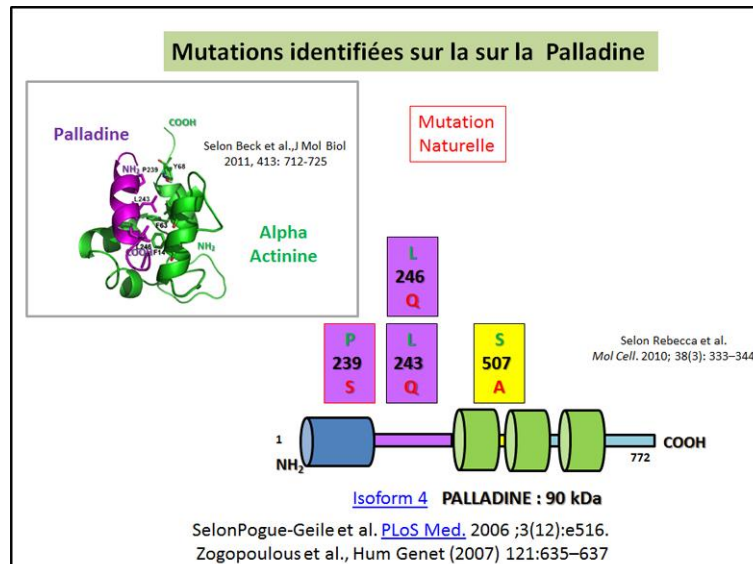 Mutations identifiées sur la sur la  Palladine
COOH
Palladine
Selon Beck et al.,J Mol Biol
2011, 413: 712-725
Mutation
Naturelle
NH3
P239
Y68
L243
F63
Alpha
Actinine
L246
COOH
F14
NH2
L
246
Q
P
239
S
L
243
Q
S
507
A
Selon Rebecca et al.
Mol Cell. 2010; 38(3): 333–344
1
NH2
772
COOH
Isoform 4 PALLADINE : 90 kDa
SelonPogue-Geile et al. PLoS Med. 2006 ;3(12):e516.
Zogopoulous et al., Hum Genet (2007) 121:635–637